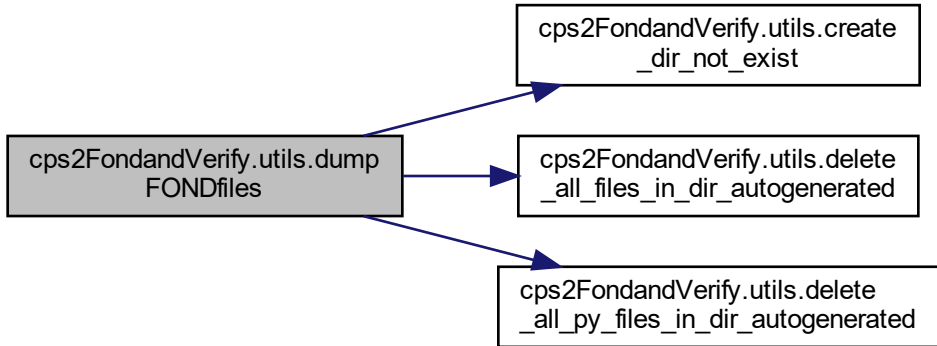 cps2FondandVerify.utils.create
_dir_not_exist
cps2FondandVerify.utils.dump
FONDfiles
cps2FondandVerify.utils.delete
_all_files_in_dir_autogenerated
cps2FondandVerify.utils.delete
_all_py_files_in_dir_autogenerated